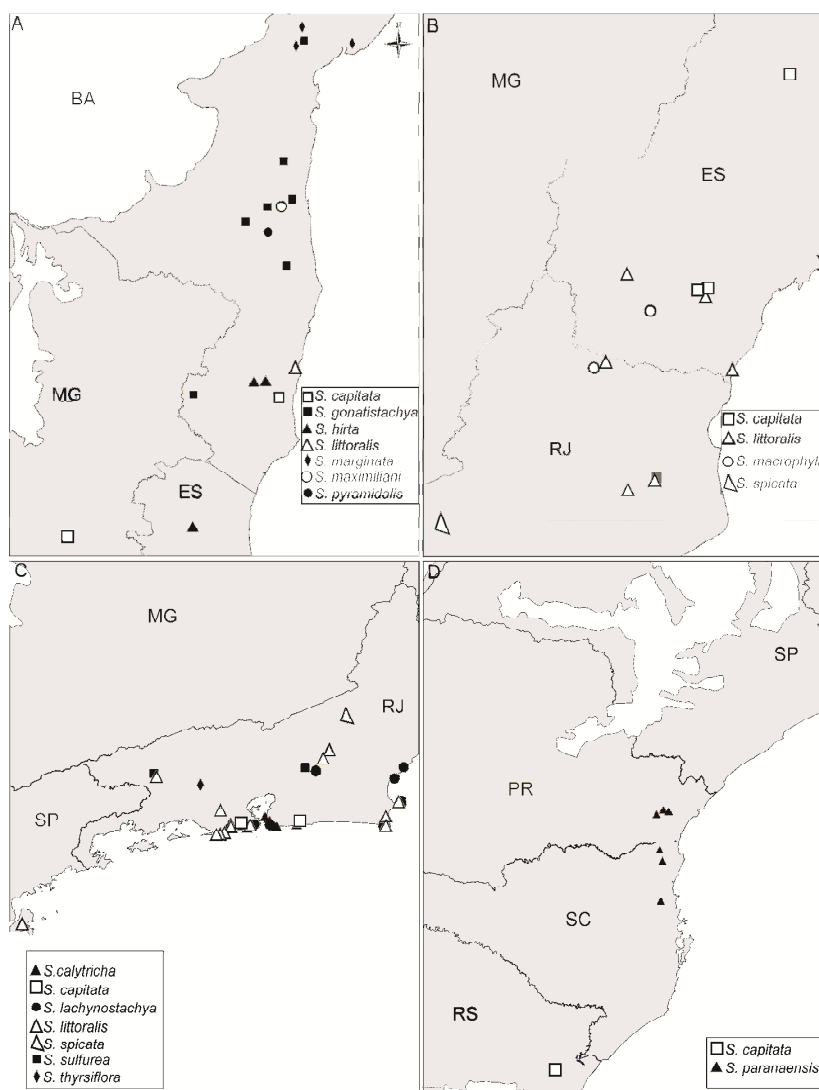 A
BA
MG
ES
S. capitata
S. gonatistachya
S. hirta
S. littoralis
S. marginata
S. maximiliani
S. pyramidalis
B
MG
ES
RJ
S. capitata
S. littoralis
S. macrophyll
S. spicata
C
MG
RJ
SP
S.calytricha
S. capitata
S. lachynostachya
S. littoralis
S. spicata
S. sulfurea
S. thyrsiflora
D
SP
PR
SC
RS
S. capitata
S. paranaensis